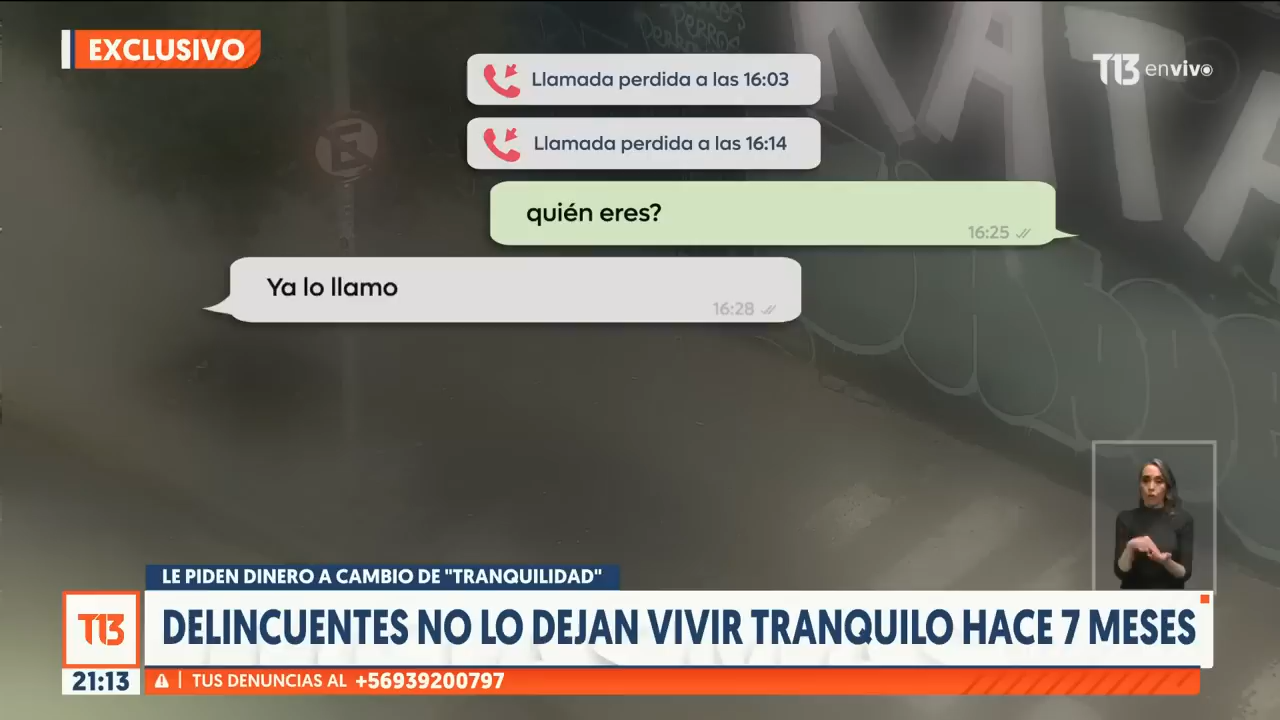 EXCLUSIVO
T13 envivo
Llamada perdida a las 16:03
Llamada perdida a las 16:14
quién eres?
16:25
Ya lo llamo
16:28
E
KATA
LE PIDEN DINERO A CAMBIO DE "TRANQUILIDAD"
T13
DELINCUENTES NO LO DEJAN VIVIR TRANQUILO HACE 7 MESES
21:13
TUS DENUNCIAS AL +56939200797